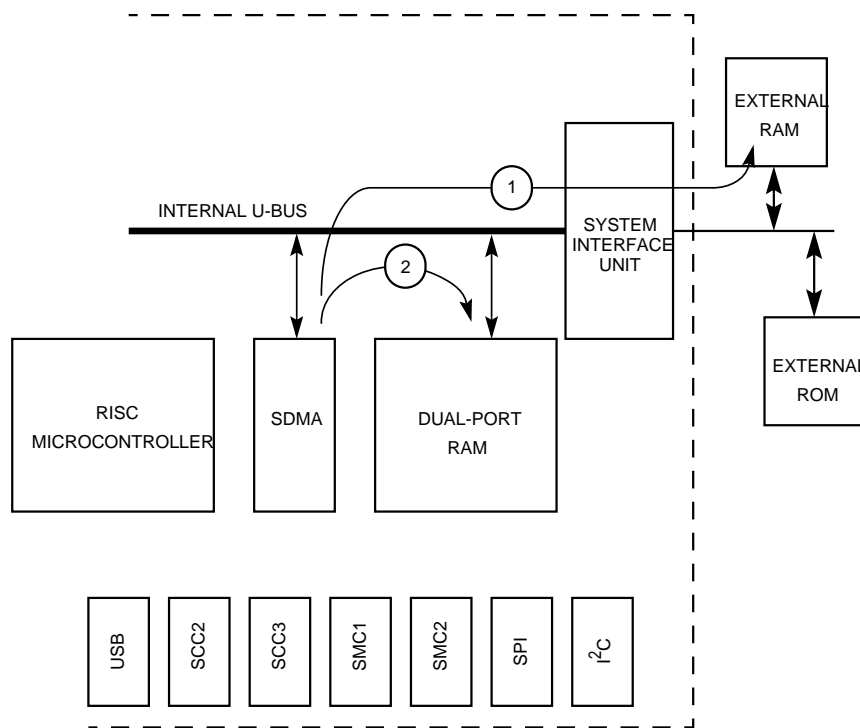 EXTERNAL
RAM
1
INTERNAL U-BUS
SYSTEM
INTERFACE
UNIT
2
RISC
MICROCONTROLLER
SDMA
DUAL-PORT
RAM
EXTERNAL
ROM
USB
SCC2
SCC3
SMC1
SMC2
SPI
I²C